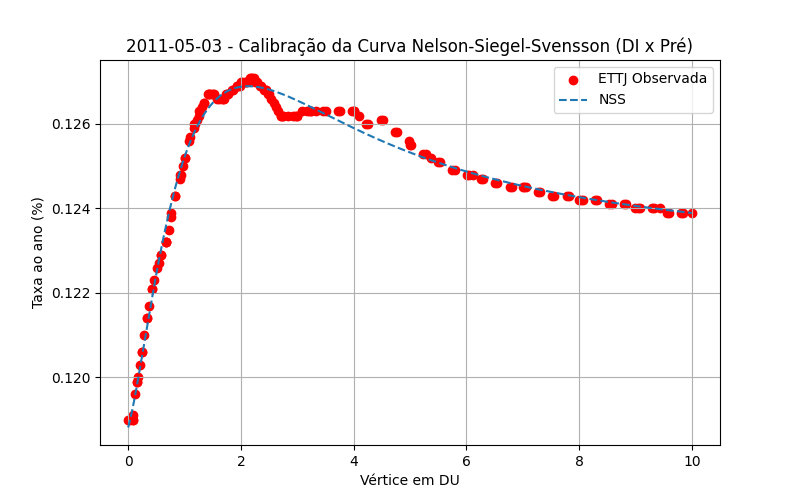 2011-05-03 - Calibração da Curva Nelson-Siegel-Svensson (DI x Pré)
ETTJ Observada
NSS
Taxa ao ano (%)
0.126
0.124
0.122
0.120
0 2 4 6 8 10
Vértice em DU